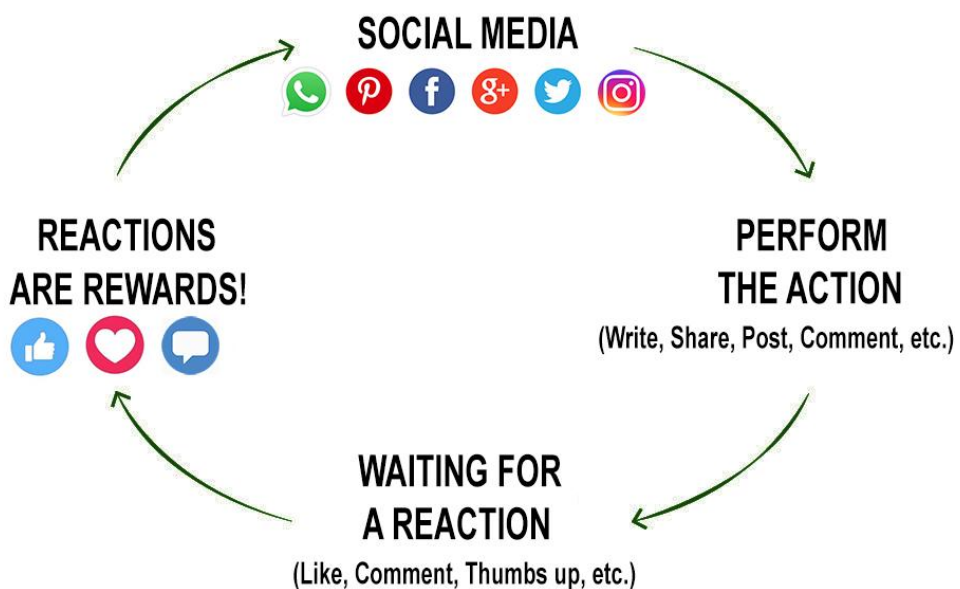 SOCIAL MEDIA
g+
PERFORM
THE ACTION
(Write, Share, Post, Comment, etc.)
WAITING FOR
A REACTION
(Like, Comment, Thumbs up, etc.)
REACTIONS
ARE REWARDS!